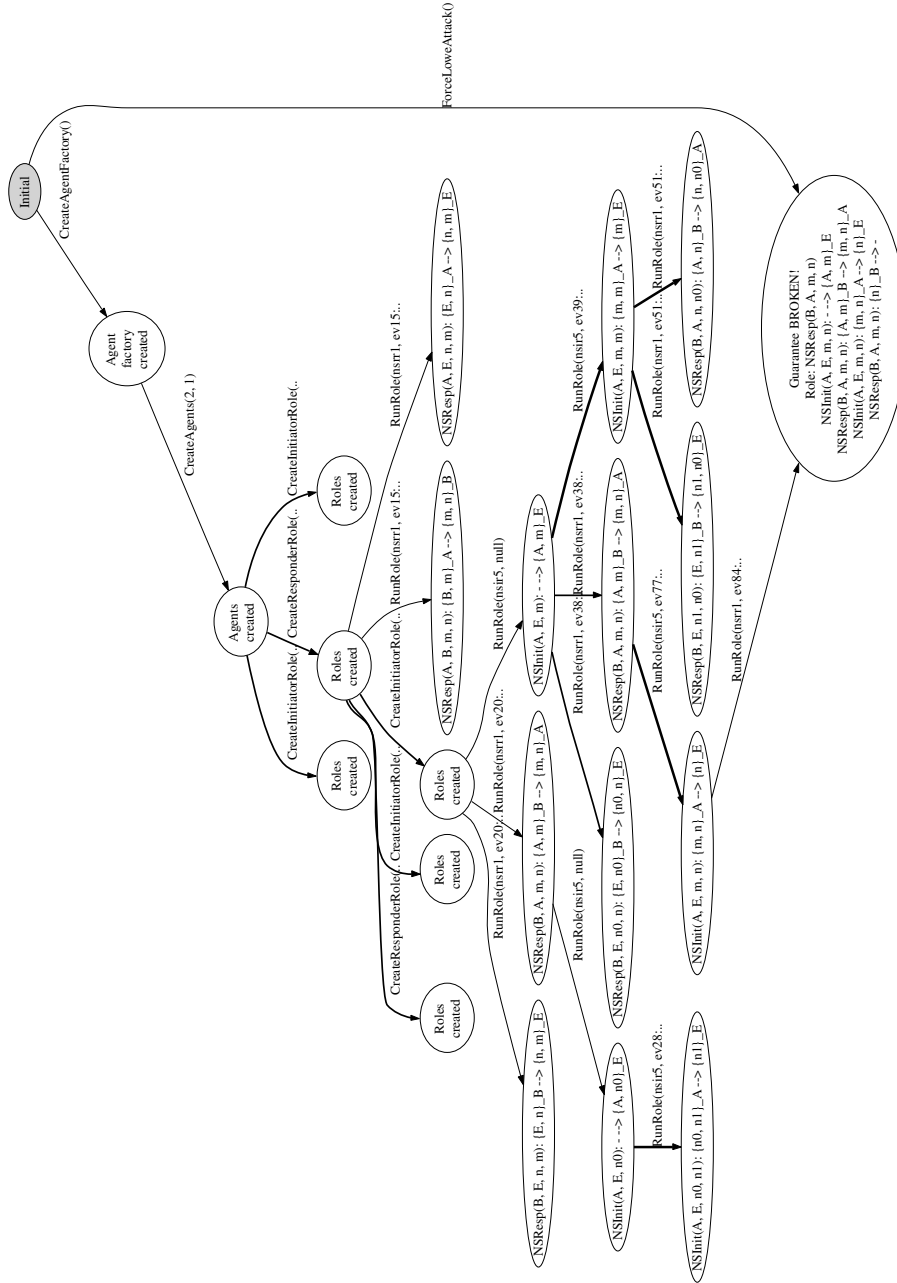 Initial
CreateAgentFactory()
ForceLoweAttack()
Agent
factory
created
CreateAgents(2, 1)
Agents
created
CreateInitiatorRole(..
CreateResponderRole(..
CreateInitiatorRole(..
Roles
created
Roles
created
Roles
created
CreateResponderRole(..
CreateInitiatorRole(..
CreateInitiatorRole(..
RunRole(nsrr1, ev15:..
RunRole(nsrr1, ev15:..
Roles
created
Roles
created
Roles
created
NSResp(A, B, m, n): {B, m}_A --> {m, n}_B
NSResp(A, E, n, m): {E, n}_A --> {n, m}_E
RunRole(nsrr1, ev20:..
RunRole(nsrr1, ev20:..
RunRole(nsir5, null)
NSResp(B, E, n, m): {E, n}_B --> {n, m}_E
NSResp(B, A, m, n): {A, m}_B --> {m, n}_A
NSInit(A, E, m): - --> {A, m}_E
RunRole(nsir5, null)
RunRole(nsrr1, ev38:..
RunRole(nsrr1, ev38:..
RunRole(nsir5, ev39:..
NSInit(A, E, n0): - --> {A, n0}_E
NSResp(B, E, n0, n): {E, n0}_B --> {n0, n}_E
NSResp(B, A, m, n): {A, m}_B --> {m, n}_A
NSInit(A, E, m, m): {m, m}_A --> {m}_E
RunRole(nsir5, ev28:..
RunRole(nsir5, ev77:..
RunRole(nsrr1, ev51:..
RunRole(nsrr1, ev51:..
NSInit(A, E, n0, n1): {n0, n1}_A --> {n1}_E
NSInit(A, E, m, n): {m, n}_A --> {n}_E
NSResp(B, E, n1, n0): {E, n1}_B --> {n1, n0}_E
NSResp(B, A, n, n0): {A, n}_B --> {n, n0}_A
RunRole(nsrr1, ev84:..
Guarantee BROKEN!
Role: NSResp(B, A, m, n)
NSInit(A, E, m, n): - --> {A, m}_E
NSResp(B, A, m, n): {A, m}_B --> {m, n}_A
NSInit(A, E, m, n): {m, n}_A --> {n}_E
NSResp(B, A, m, n): {n}_B --> -